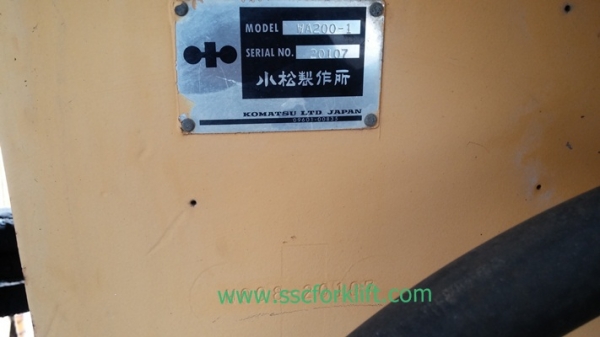 MODEL WA200-1
SERIAL NO. 20107
小松製作所
KOMATSU LTD JAPAN
www.sscforklift.com